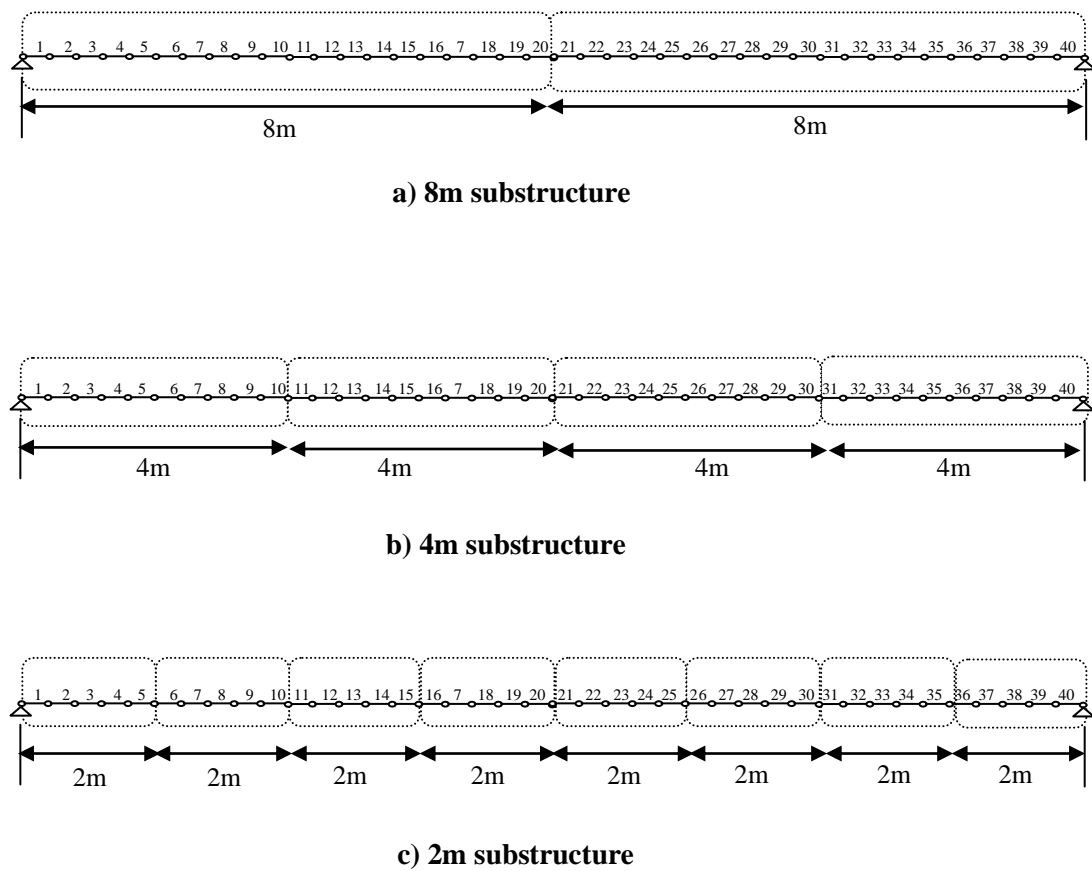 1 2 3 4 5 6 7 8 9 10 11 12 13 14 15 16 7 18 19 20 21 22 23 24 25 26 27 28 29 30 31 32 33 34 35 36 37 38 39 40
8m 8m
a) 8m substructure
1 2 3 4 5 6 7 8 9 10 11 12 13 14 15 16 7 18 19 20 21 22 23 24 25 26 27 28 29 30 31 32 33 34 35 36 37 38 39 40
4m 4m 4m 4m
b) 4m substructure
1 2 3 4 5 6 7 8 9 10 11 12 13 14 15 16 7 18 19 20 21 22 23 24 25 26 27 28 29 30 31 32 33 34 35 36 37 38 39 40
2m 2m 2m 2m 2m 2m 2m 2m
c) 2m substructure